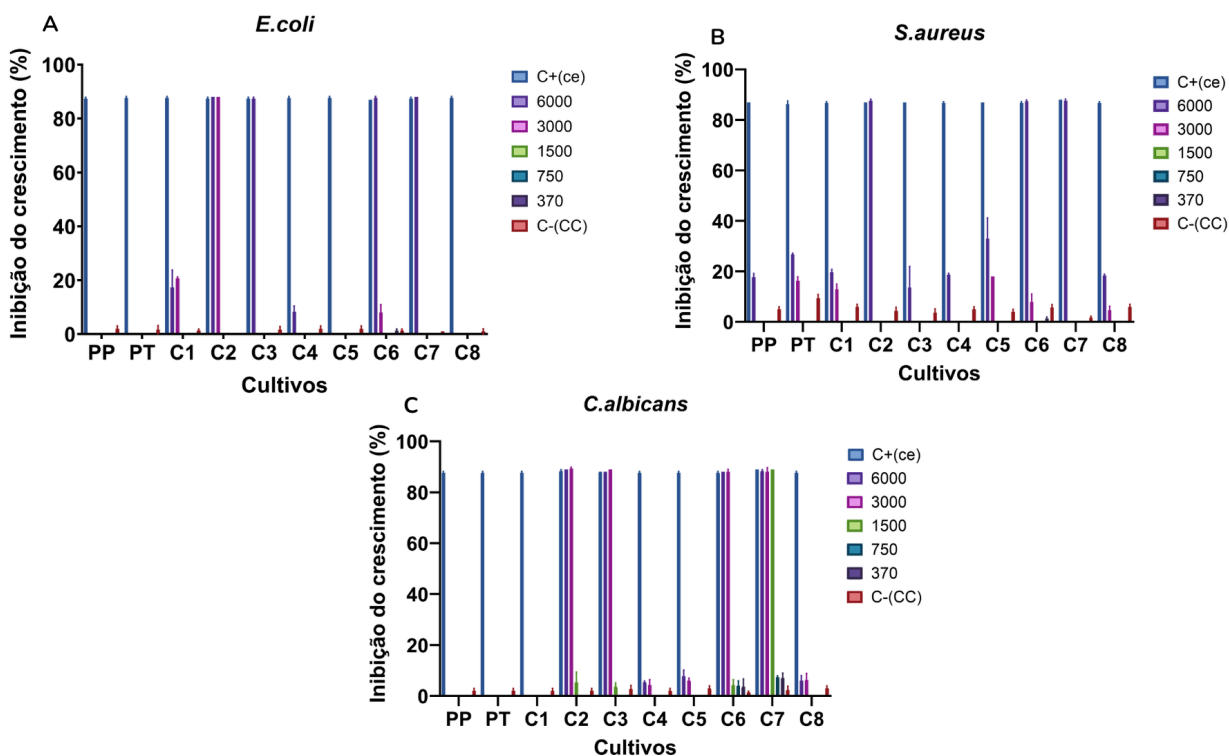 A
E.coli
Inibição do crescimento (%)
100
80
60
40
20
0
PP PT C1 C2 C3 C4 C5 C6 C7 C8
Cultivos
C+(ce)
6000
3000
1500
750
370
C-(CC)
B
S.aureus
Inibição do crescimento (%)
100
80
60
40
20
0
PP PT C1 C2 C3 C4 C5 C6 C7 C8
Cultivos
C+(ce)
6000
3000
1500
750
370
C-(CC)
C
C.albicans
Inibição do crescimento (%)
100
80
60
40
20
0
PP PT C1 C2 C3 C4 C5 C6 C7 C8
Cultivos
C+(ce)
6000
3000
1500
750
370
C-(CC)